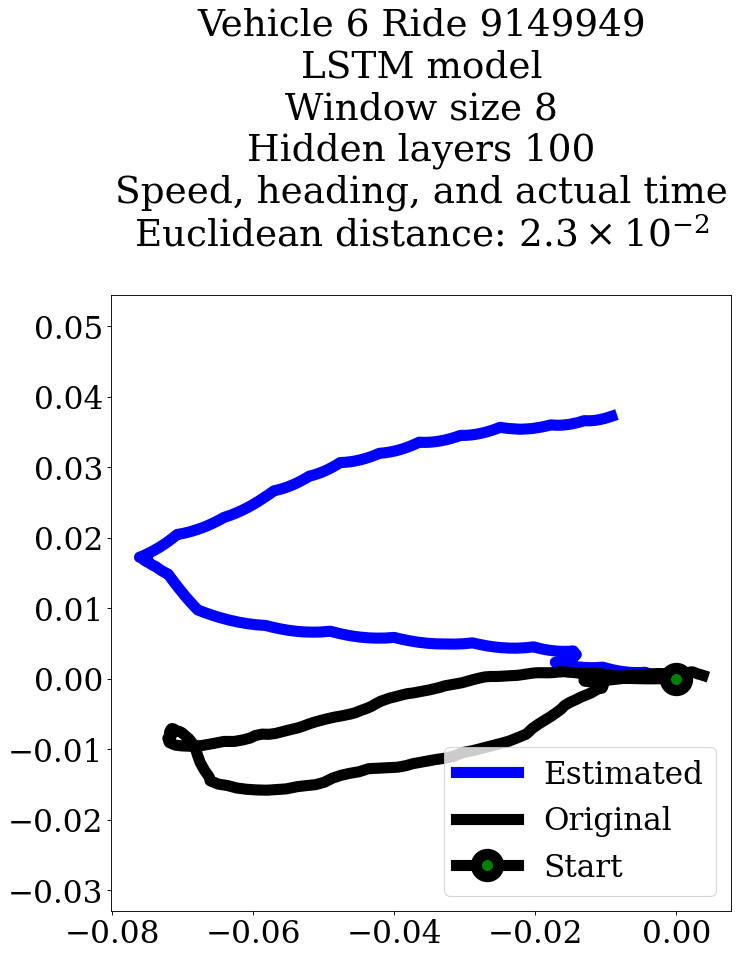 Vehicle 6 Ride 9149949
LSTM model
Window size 8
Hidden layers 100
Speed, heading, and actual time
Euclidean distance: 2.3 × 10⁻²
0.05
0.04
0.03
0.02
0.01
0.00
−0.01
−0.02
−0.03
Estimated
Original
Start
−0.08 −0.06 −0.04 −0.02 0.00